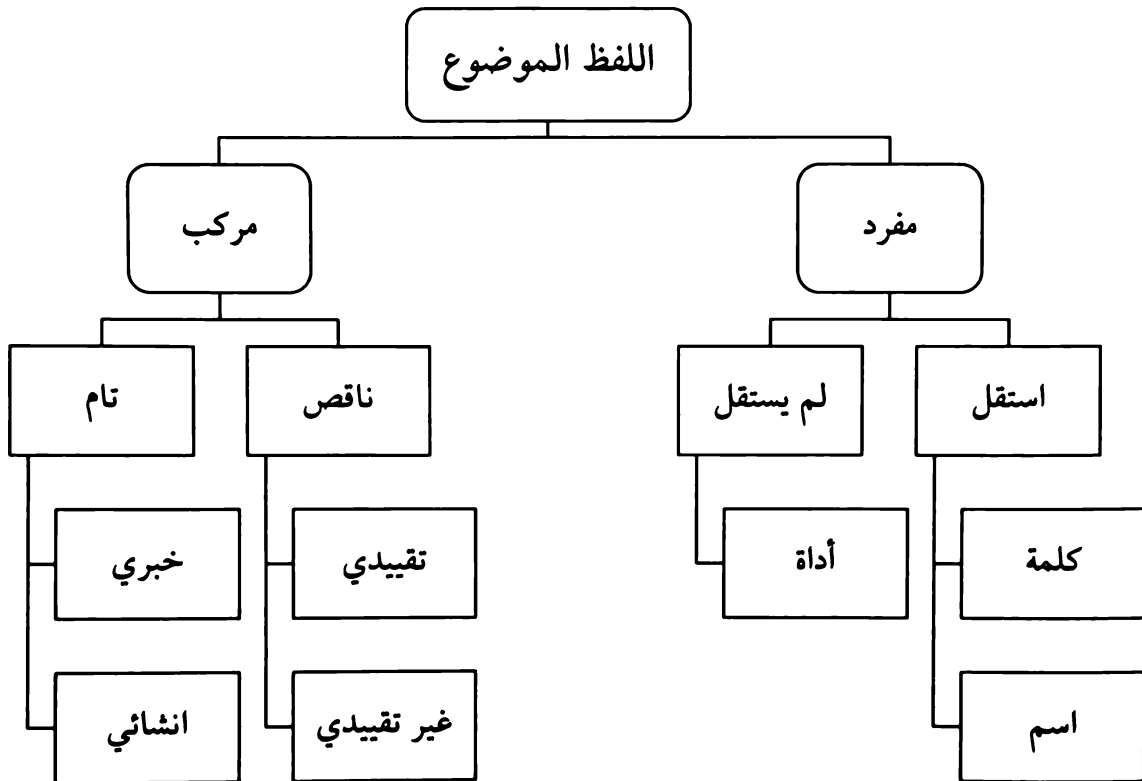 اللفظ الموضوع
مفرد
مركب
استقل
لم يستقل
ناقص
تام
كلمة
أداة
تقييدي
خبري
اسم
غير تقييدي
انشائي